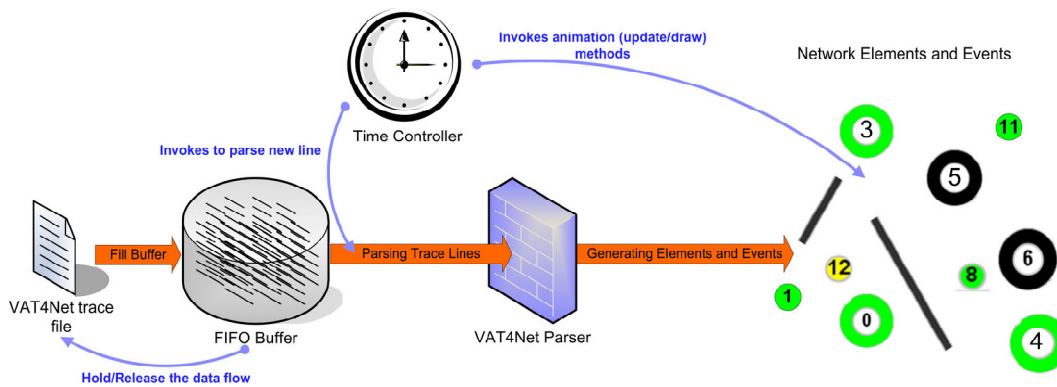 Invokes animation (update/draw)
methods
Network Elements and Events
Time Controller
Invokes to parse new line
3
11
5
Fill Buffer
Parsing Trace Lines
Generating Elements and Events
12
8
6
1
0
4
VAT4Net trace
file
FIFO Buffer
VAT4Net Parser
Hold/Release the data flow